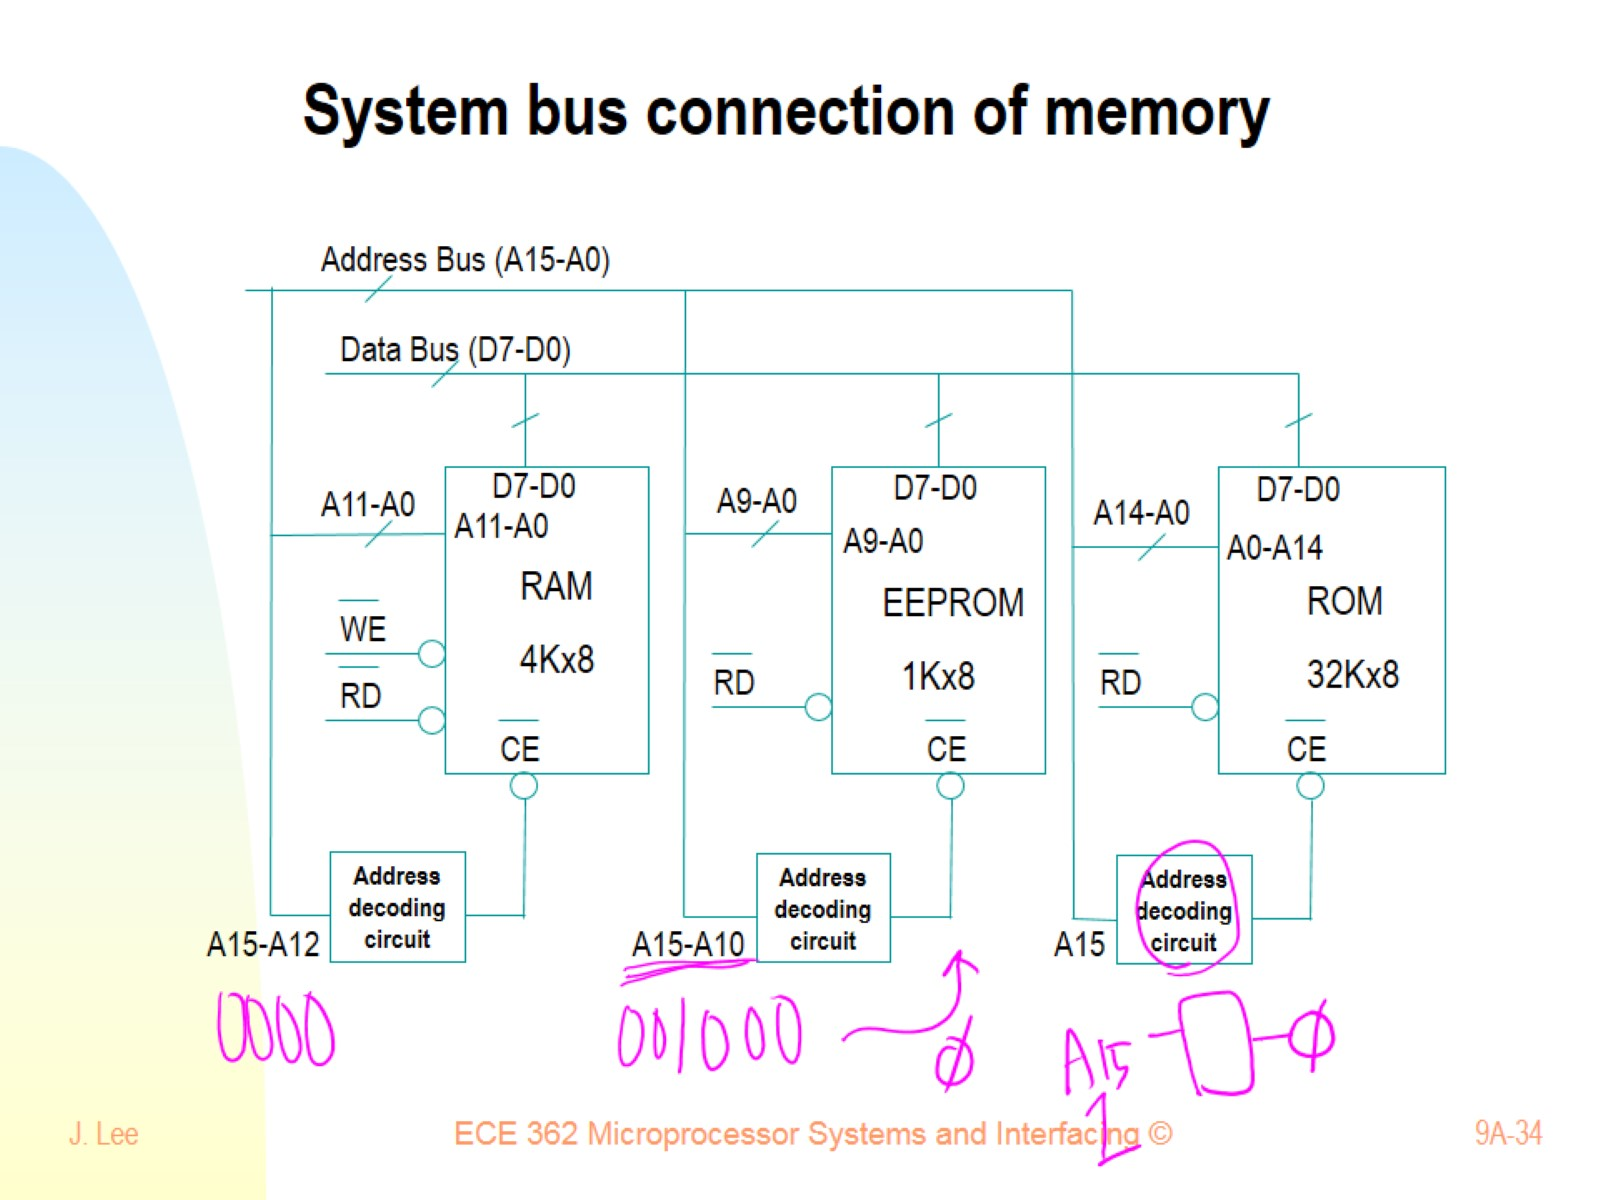 System bus connection of memory
Address Bus (A15-A0)
Data Bus (D7-D0)
A11-A0
D7-D0
A11-A0
RAM
4Kx8
WE
RD
CE
Address
decoding
circuit
A15-A12
0000
A9-A0
D7-D0
A9-A0
EEPROM
1Kx8
RD
CE
Address
decoding
circuit
A15-A10
001000
0
A14-A0
D7-D0
A0-A14
ROM
32Kx8
RD
CE
Address
decoding
circuit
A15
A15
1
0
J. Lee
ECE 362 Microprocessor Systems and Interfacing ©
9A-34